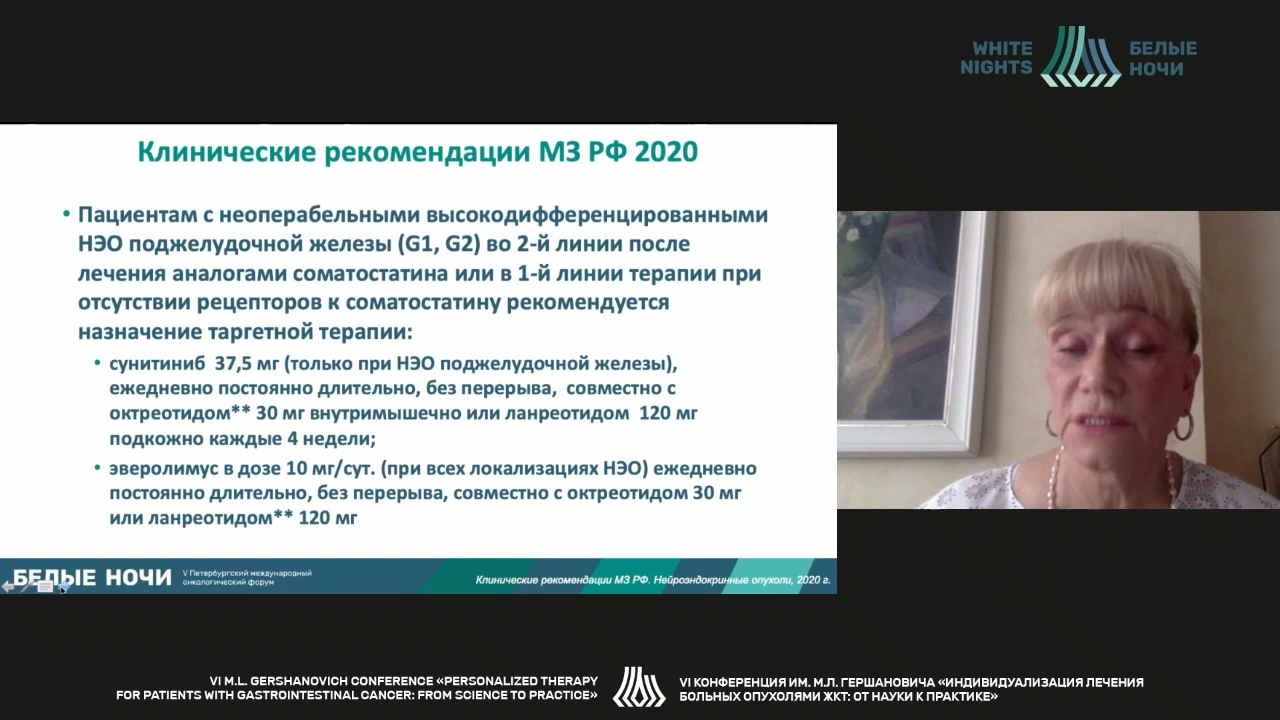 WHITE
NIGHTS
БЕЛЫЕ
НОЧИ
Клинические рекомендации МЗ РФ 2020
• Пациентам с неоперабельными высокодифференцированными
НЭО поджелудочной железы (G1, G2) во 2-й линии после
лечения аналогами соматостатина или в 1-й линии терапии при
отсутствии рецепторов к соматостатину рекомендуется
назначение таргетной терапии:
• сунитиниб 37,5 мг (только при НЭО поджелудочной железы),
ежедневно постоянно длительно, без перерыва, совместно с
октреотидом** 30 мг внутримышечно или ланреотидом 120 мг
подкожно каждые 4 недели;
• эверолимус в дозе 10 мг/сут. (при всех локализациях НЭО) ежедневно
постоянно длительно, без перерыва, совместно с октреотидом 30 мг
или ланреотидом** 120 мг
БЕЛЫЕ НОЧИ
V Петербургский международный
онкологический форум
Клинические рекомендации МЗ РФ. Нейроэндокринные опухоли, 2020 г.
VI M.L. GERSHANOVICH CONFERENCE «PERSONALIZED THERAPY
FOR PATIENTS WITH GASTROINTESTINAL CANCER: FROM SCIENCE TO PRACTICE»
VI КОНФЕРЕНЦИЯ ИМ. М.Л. ГЕРШАНОВИЧА «ИНДИВИДУАЛИЗАЦИЯ ЛЕЧЕНИЯ
БОЛЬНЫХ ОПУХОЛЯМИ ЖКТ: ОТ НАУКИ К ПРАКТИКЕ»